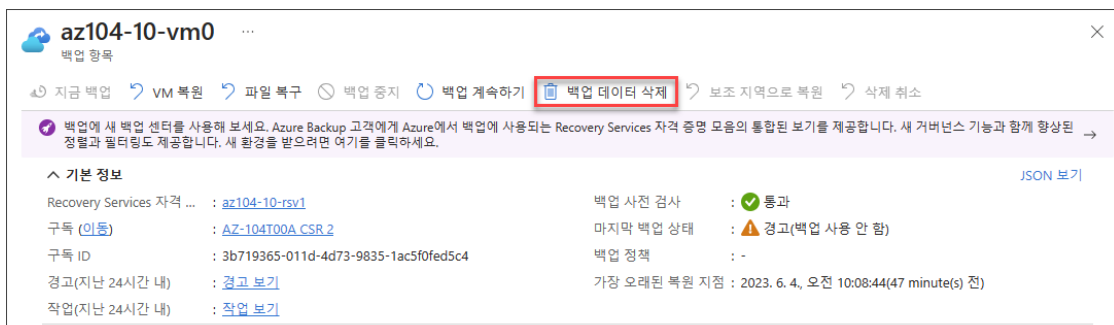 az104-10-vm0 ...
백업 항목
지금 백업 VM 복원 파일 복구 백업 중지 백업 계속하기 백업 데이터 삭제 보조 지역으로 복원 삭제 취소
백업에 새 백업 센터를 사용해 보세요. Azure Backup 고객에게 Azure에서 백업에 사용되는 Recovery Services 자격 증명 모음의 통합된 보기를 제공합니다. 새 거버넌스 기능과 함께 향상된
정렬과 필터링도 제공합니다. 새 환경을 받으려면 여기를 클릭하세요.
기본 정보 JSON 보기
Recovery Services 자격 ... : az104-10-rsv1 백업 사전 검사 : 통과
구독 (이동) : AZ-104T00A CSR 2 마지막 백업 상태 : 경고(백업 사용 안 함)
구독 ID : 3b719365-011d-4d73-9835-1ac5f0fed5c4 백업 정책 : -
경고(지난 24시간 내) : 경고 보기 가장 오래된 복원 지점 : 2023. 6. 4., 오전 10:08:44(47 minute(s) 전)
작업(지난 24시간 내) : 작업 보기